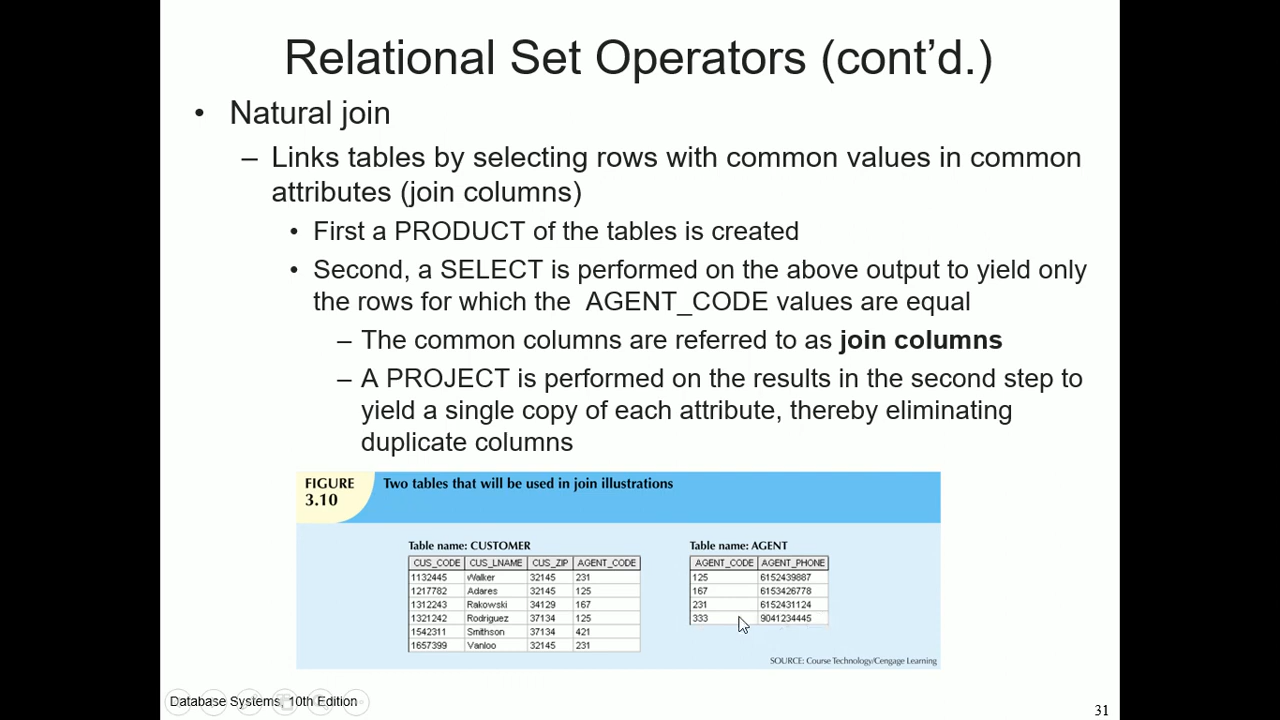 Relational Set Operators (cont’d.)
• Natural join
– Links tables by selecting rows with common values in common
attributes (join columns)
• First a PRODUCT of the tables is created
• Second, a SELECT is performed on the above output to yield only
the rows for which the AGENT_CODE values are equal
– The common columns are referred to as join columns
– A PROJECT is performed on the results in the second step to
yield a single copy of each attribute, thereby eliminating
duplicate columns
FIGURE
3.10
Two tables that will be used in join illustrations
Table name: CUSTOMER
CUS_CODE CUS_LNAME CUS_ZIP AGENT_CODE
1132445 Walker 32145 231
1217782 Adares 32145 125
1312243 Rakowski 34129 167
1321242 Rodriguez 37134 125
1542311 Smithson 37134 421
1657399 Vanloo 32145 231
Table name: AGENT
AGENT_CODE AGENT_PHONE
125 6152439887
167 6153426778
231 6152431124
333 9041234445
SOURCE: Course Technology/Cengage Learning
Database Systems, 10th Edition
31